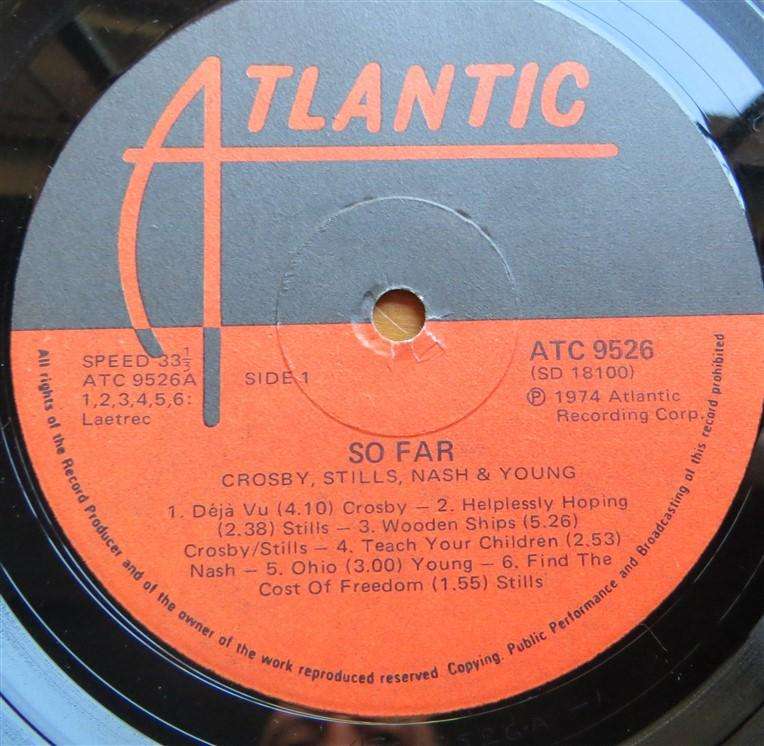 ATLANTIC
SPEED 33⅓
ATC 9526A
1,2,3,4,5,6:
Laetrec
SIDE 1
ATC 9526
(SD 18100)
Ⓟ 1974 Atlantic
Recording Corp.
SO FAR
CROSBY, STILLS, NASH & YOUNG
1. Déjà Vu (4.10) Crosby – 2. Helplessly Hoping
(2.38) Stills – 3. Wooden Ships (5.26)
Crosby/Stills – 4. Teach Your Children (2.53)
Nash – 5. Ohio (3.00) Young – 6. Find The
Cost Of Freedom (1.55) Stills
All rights of the Record Producer and of the owner of the work reproduced reserved. Copying, Public Performance and Broadcasting of this record prohibited